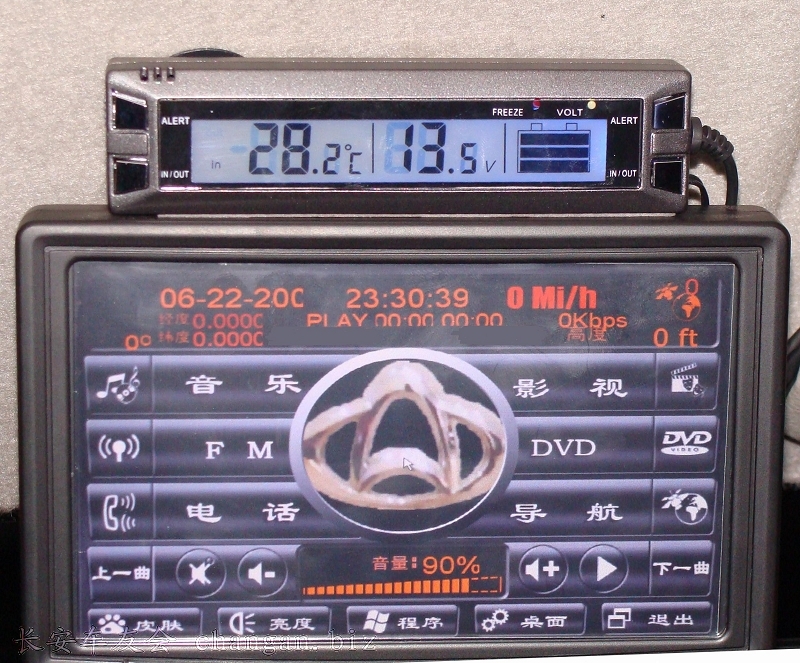 FREEZE VOLT
ALERT ALERT
In 28.2℃ 13.5V
IN/OUT IN/OUT
06-22-200 23:30:39 0 Mi/h 0
经度 0.0000 PLAY 00:00 00:00 0Kbps
0° 纬度 0.0000 高度 0 ft
音乐 影视
FM DVD DVD VIDEO
电话 导航
上一曲 音量: 90% 下一曲
皮肤 亮度 程序 桌面 退出
长安车友会 changan.biz